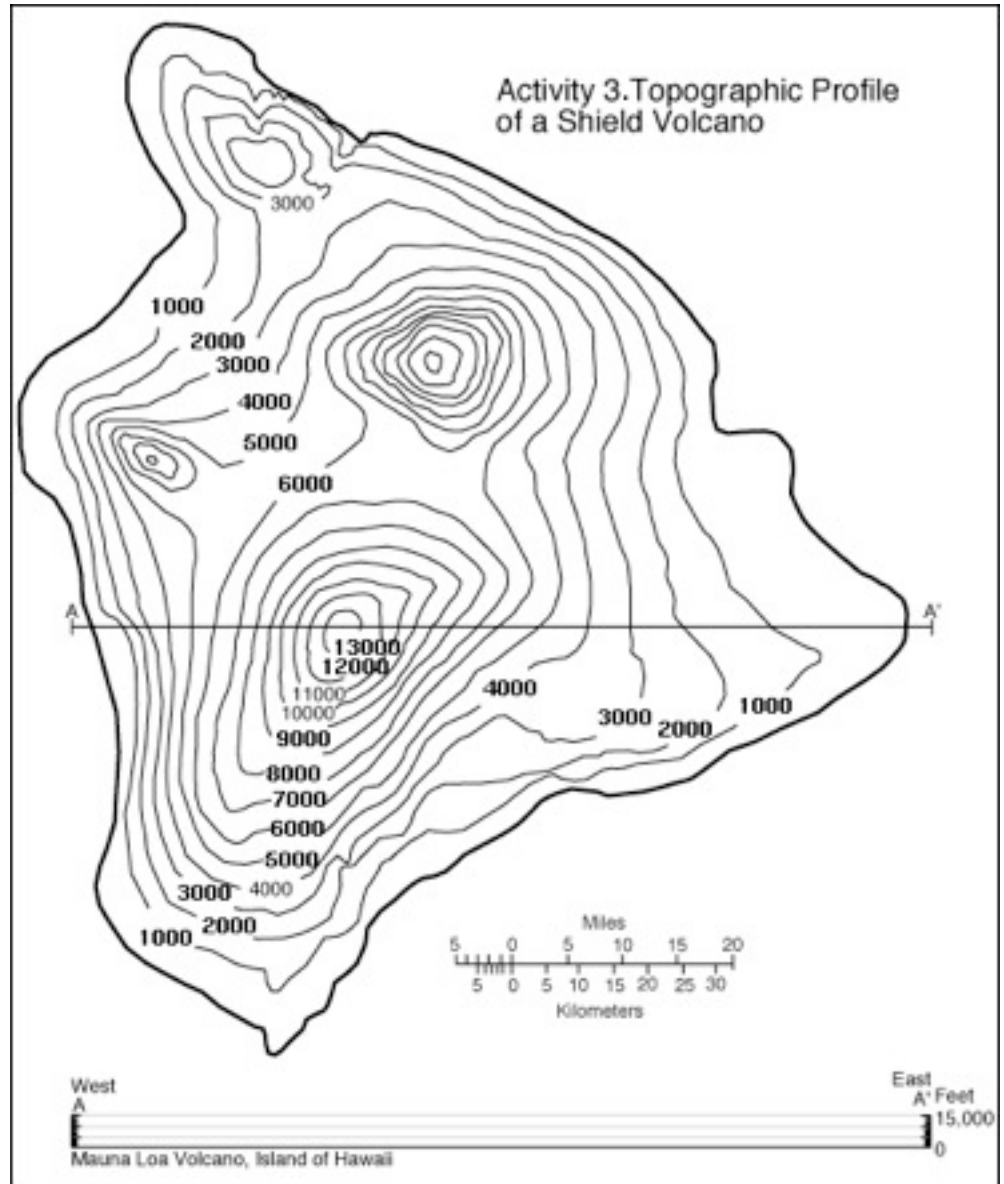 Activity 3.Topographic Profile
of a Shield Volcano
3000
1000
2000
3000
4000
5000
6000
A
A'
13000
12000
11000
10000
9000
8000
7000
6000
5000
4000
3000
2000
1000
4000
3000
2000
1000
Miles
5 0 5 10 15 20
5 0 5 10 15 20 25 30
Kilometers
West
A
East
A' Feet
15,000
0
Mauna Loa Volcano, Island of Hawaii